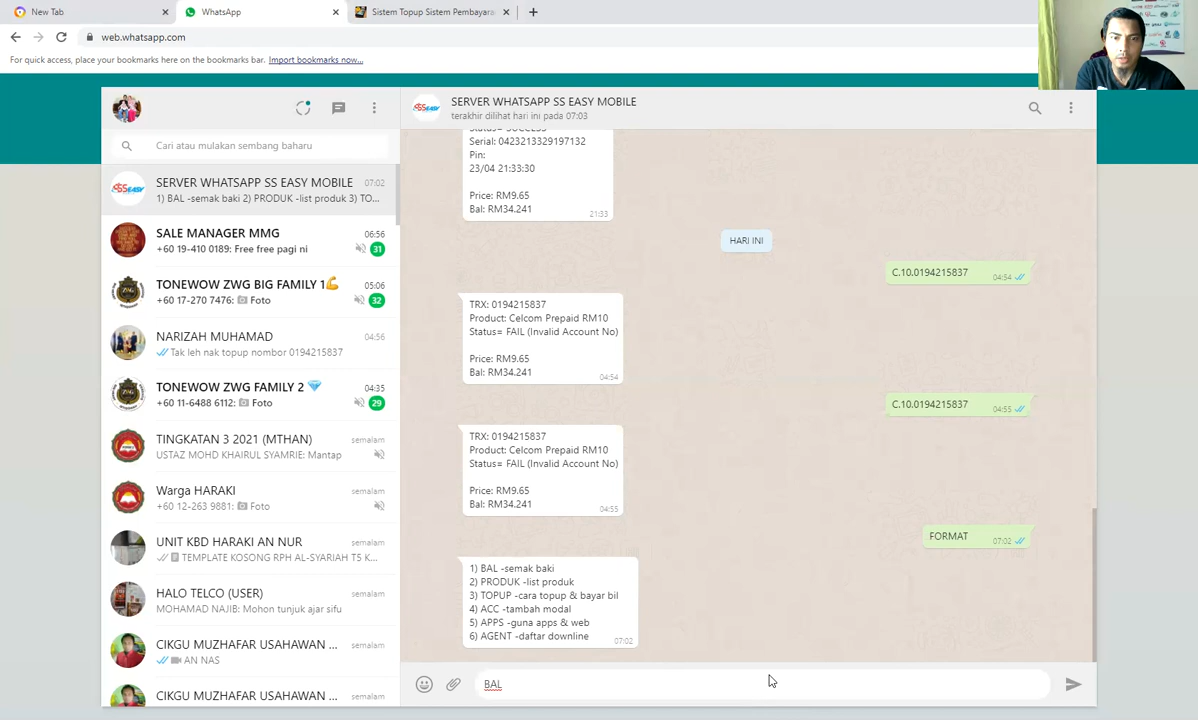 New Tab
WhatsApp
Sistem Topup Sistem Pembayara
web.whatsapp.com
For quick access, place your bookmarks here on the bookmarks bar. Import bookmarks now...
Cari atau mulakan sembang baharu
SERVER WHATSAPP SS EASY MOBILE 07:02
1) BAL -semak baki 2) PRODUK -list produk 3) TO...
SALE MANAGER MMG 06:56
+60 19-410 0189: Free free pagi ni 31
TONEWOW ZWG BIG FAMILY 1💪 05:06
+60 17-270 7476: Foto 32
NARIZAH MUHAMAD 04:56
Tak leh nak topup nombor 0194215837
TONEWOW ZWG FAMILY 2 💎 04:35
+60 11-6488 6112: Foto 29
TINGKATAN 3 2021 (MTHAN) semalam
USTAZ MOHD KHAIRUL SYAMRIE: Mantap
Warga HARAKI semalam
+60 12-263 9881: Foto
UNIT KBD HARAKI AN NUR semalam
TEMPLATE KOSONG RPH AL-SYARIAH T5 K...
HALO TELCO (USER) semalam
MOHAMAD NAJIB: Mohon tunjuk ajar sifu
CIKGU MUZHAFAR USAHAWAN ... semalam
AN NAS
CIKGU MUZHAFAR USAHAWAN ... semalam
SERVER WHATSAPP SS EASY MOBILE
terakhir dilihat hari ini pada 07:03
Status= SUCCESS
Serial: 0423213329197132
Pin:
23/04 21:33:30
Price: RM9.65
Bal: RM34.241
21:33
HARI INI
C.10.0194215837 04:54
TRX: 0194215837
Product: Celcom Prepaid RM10
Status= FAIL (Invalid Account No)
Price: RM9.65
Bal: RM34.241
04:54
C.10.0194215837 04:55
TRX: 0194215837
Product: Celcom Prepaid RM10
Status= FAIL (Invalid Account No)
Price: RM9.65
Bal: RM34.241
04:55
FORMAT 07:02
1) BAL -semak baki
2) PRODUK -list produk
3) TOPUP -cara topup & bayar bil
4) ACC -tambah modal
5) APPS -guna apps & web
6) AGENT -daftar downline
07:02
BAL